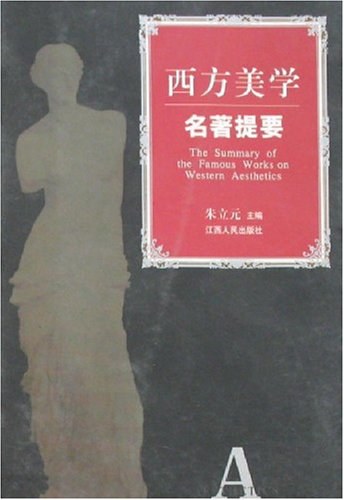 西方美学
名著提要
The Summary
of the Famous Works on
Western Aesthetics
朱立元 主编
江西人民出版社
A